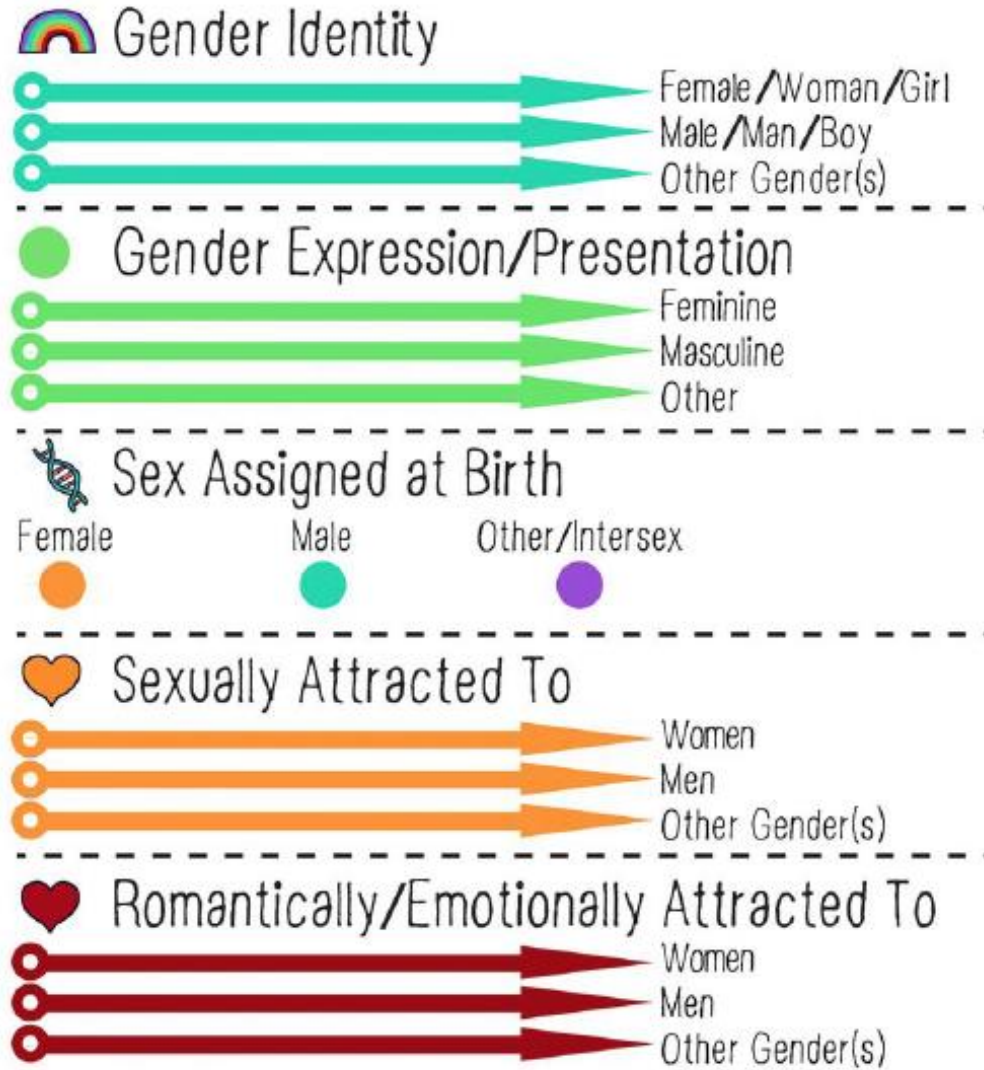 Gender Identity
Female/Woman/Girl
Male/Man/Boy
Other Gender(s)
Gender Expression/Presentation
Feminine
Masculine
Other
Sex Assigned at Birth
Female Male Other/Intersex
Sexually Attracted To
Women
Men
Other Gender(s)
Romantically/Emotionally Attracted To
Women
Men
Other Gender(s)